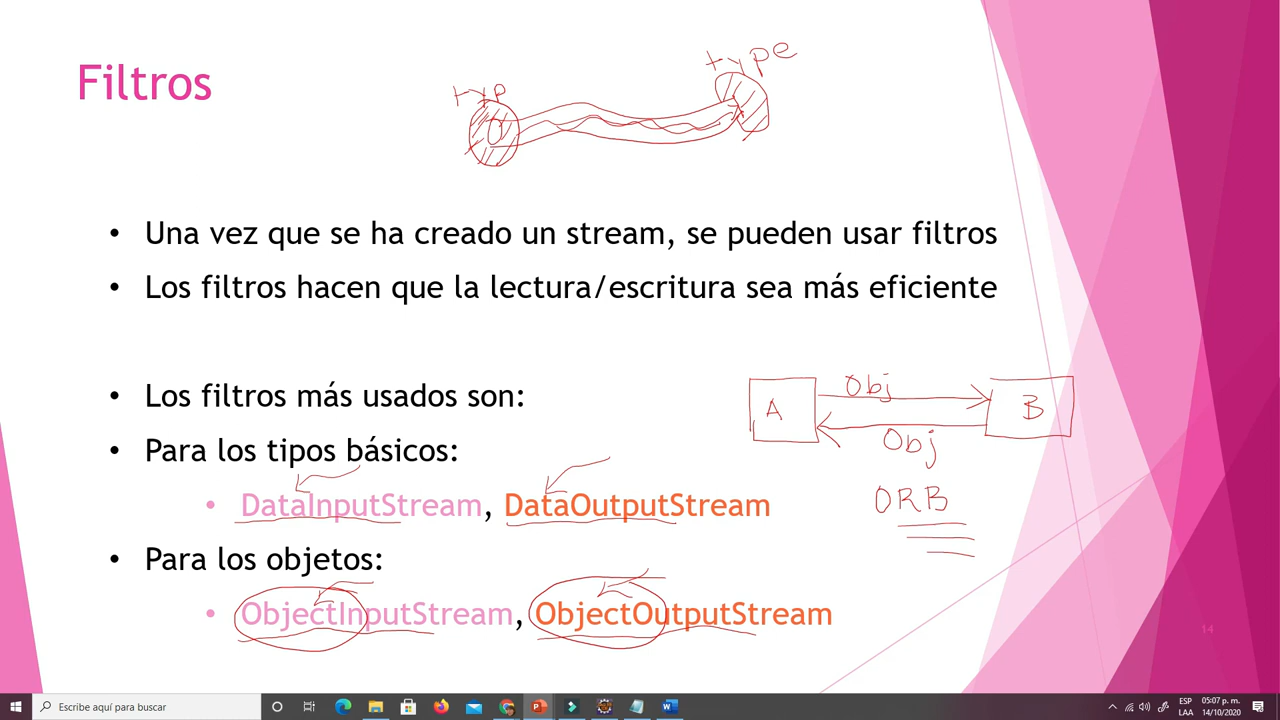 Filtros
typ
type
• Una vez que se ha creado un stream, se pueden usar filtros
• Los filtros hacen que la lectura/escritura sea más eficiente
• Los filtros más usados son:
A
Obj
B
Obj
• Para los tipos básicos:
• DataInputStream, DataOutputStream
ORB
• Para los objetos:
• ObjectInputStream, ObjectOutputStream
14
Escribe aquí para buscar
ESP
LAA
05:07 p. m.
14/10/2020